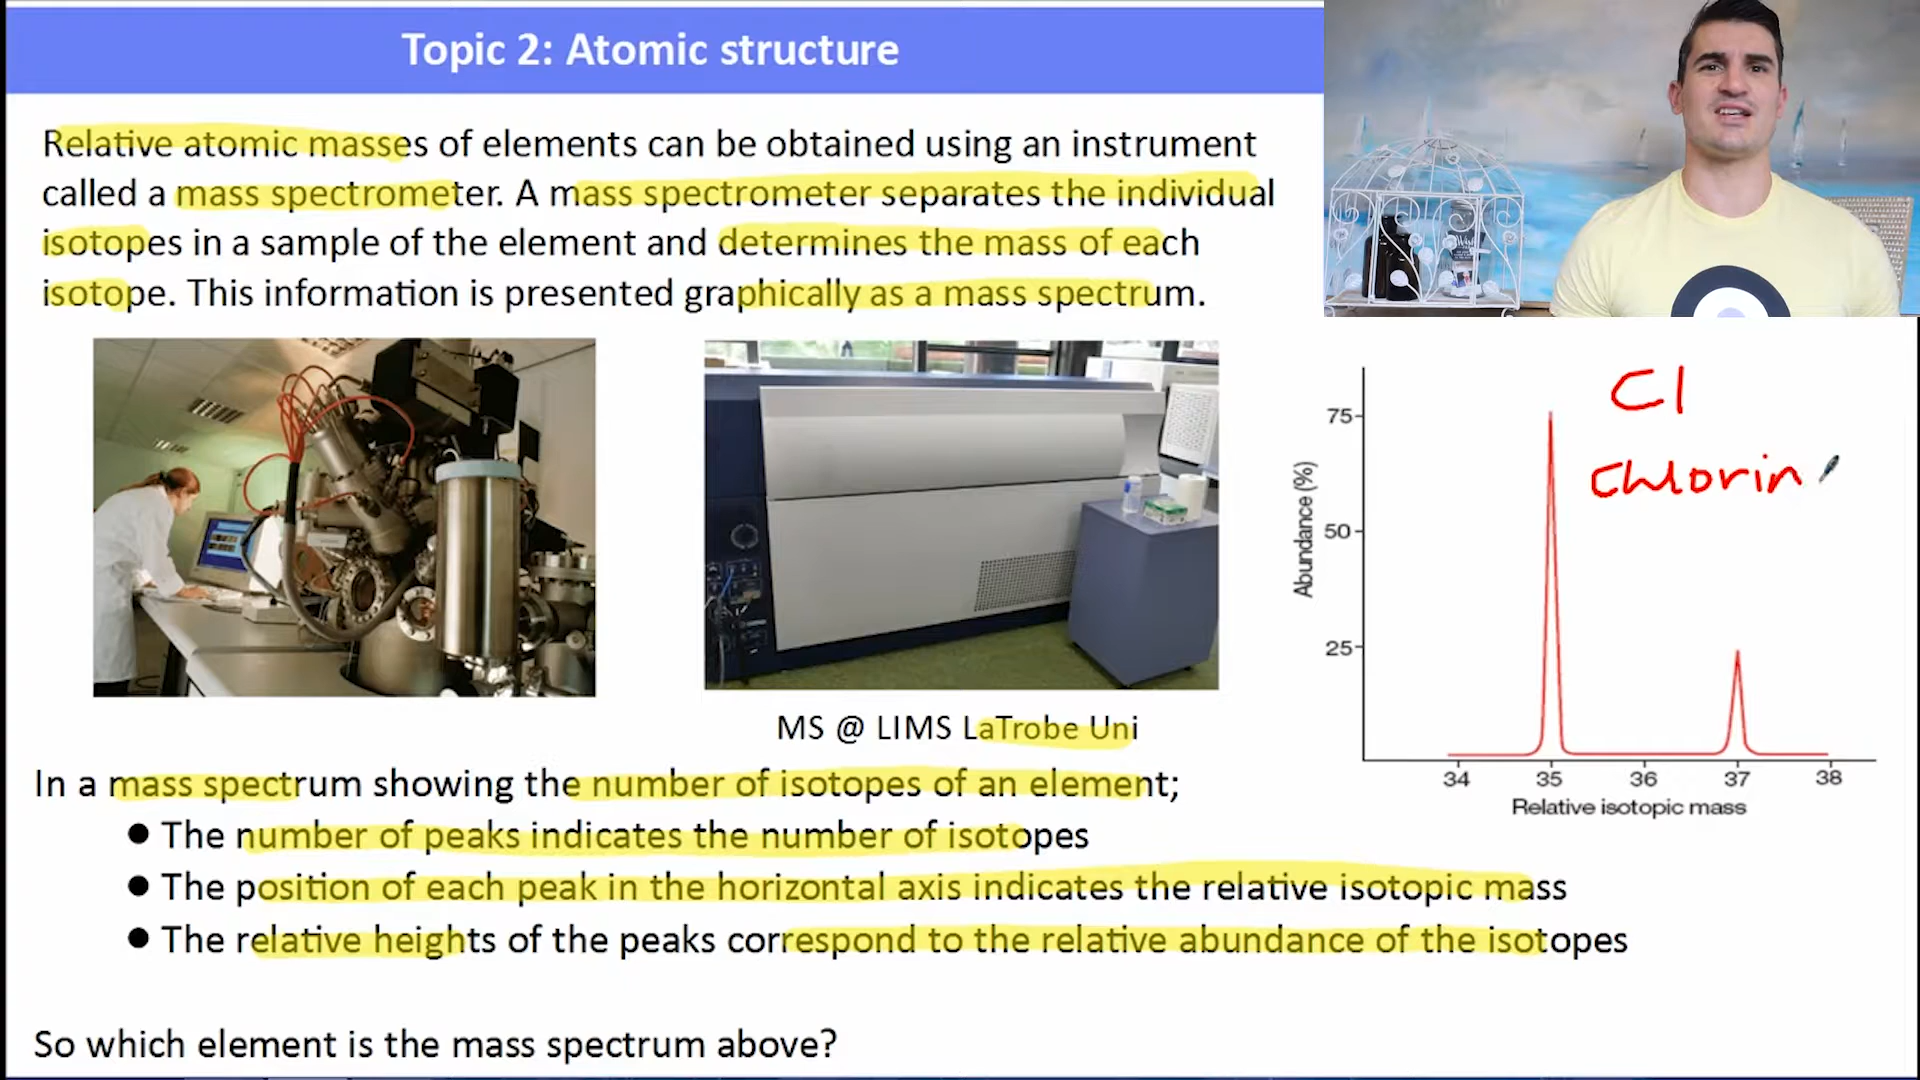 Topic 2: Atomic structure
Relative atomic masses of elements can be obtained using an instrument
called a mass spectrometer. A mass spectrometer separates the individual
isotopes in a sample of the element and determines the mass of each
isotope. This information is presented graphically as a mass spectrum.
MS @ LIMS LaTrobe Uni
Cl
Chlorin
Abundance (%)
75
50
25
34 35 36 37 38
Relative isotopic mass
In a mass spectrum showing the number of isotopes of an element;
● The number of peaks indicates the number of isotopes
● The position of each peak in the horizontal axis indicates the relative isotopic mass
● The relative heights of the peaks correspond to the relative abundance of the isotopes
So which element is the mass spectrum above?